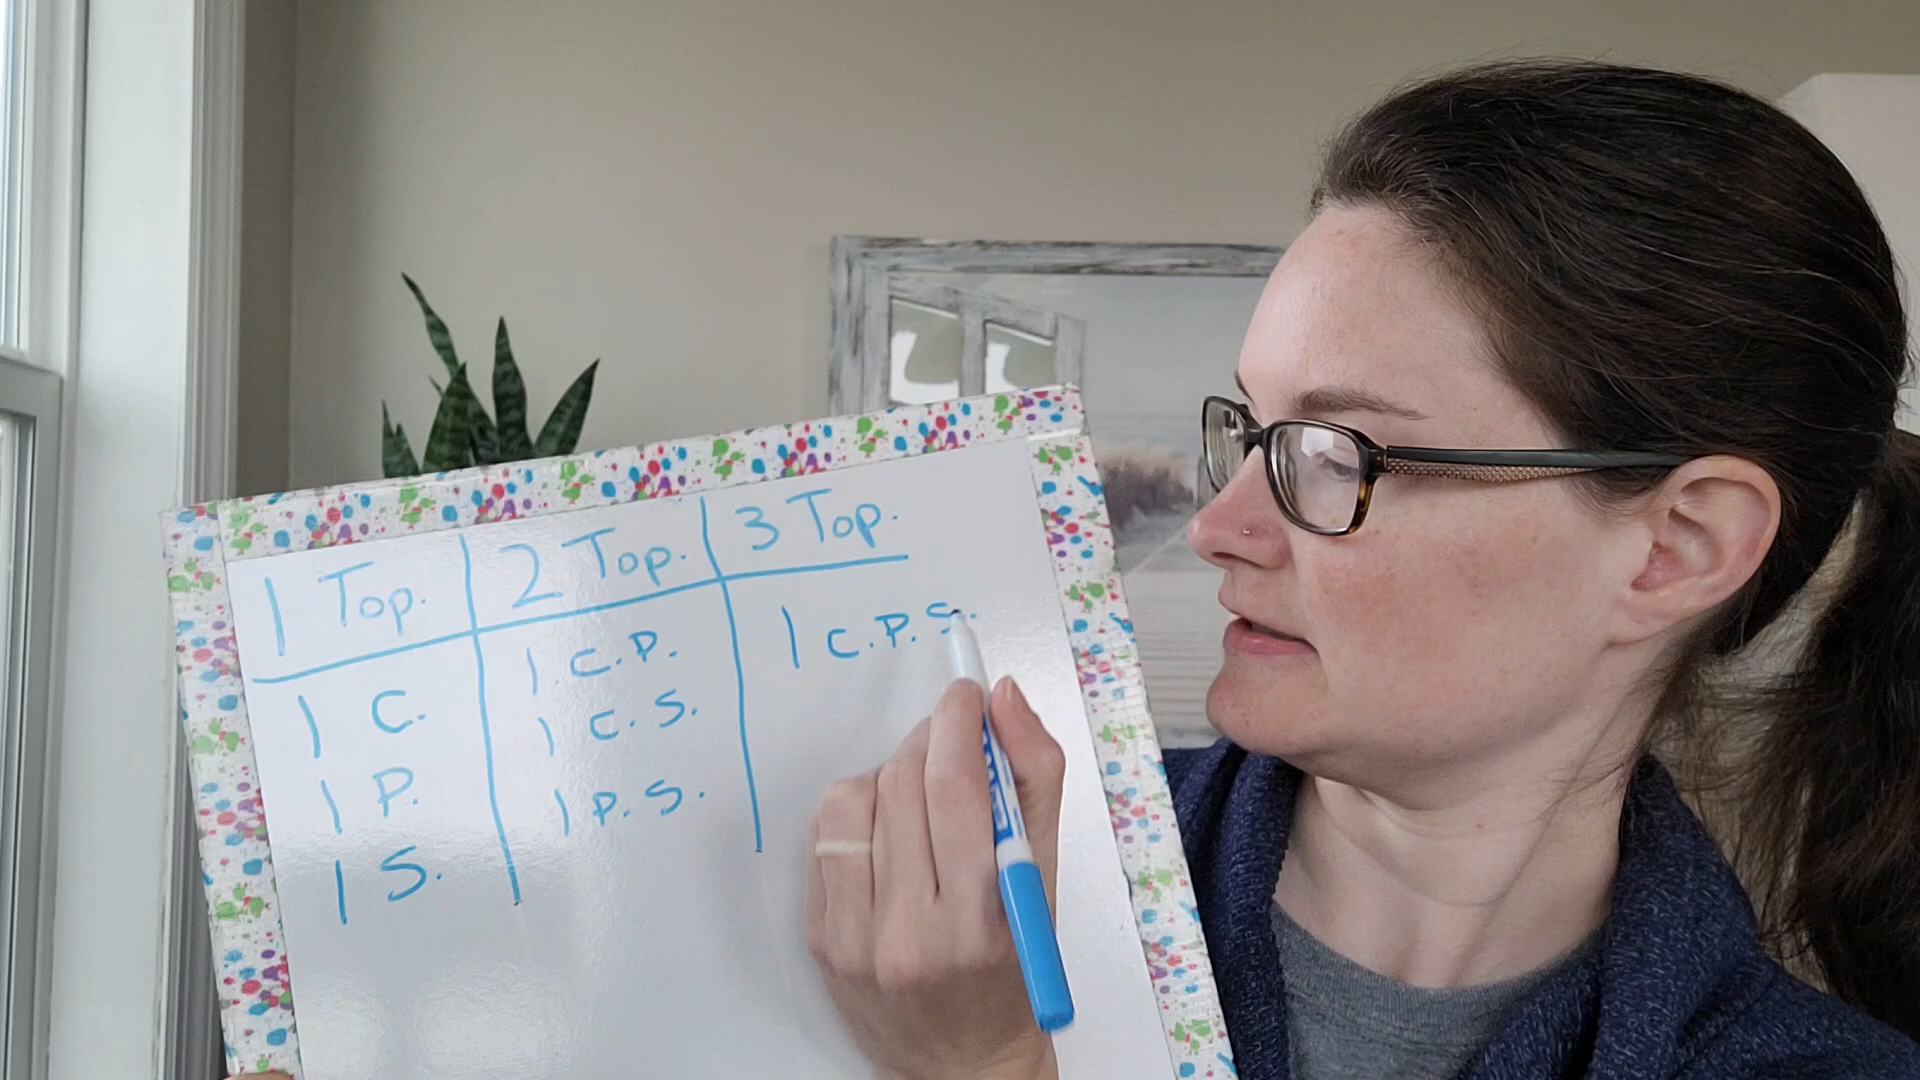 1 Top. 2 Top. 3 Top.
1 C. 1 C.P. 1 C.P.S.
1 P. 1 C.S.
1 S. 1 P.S.